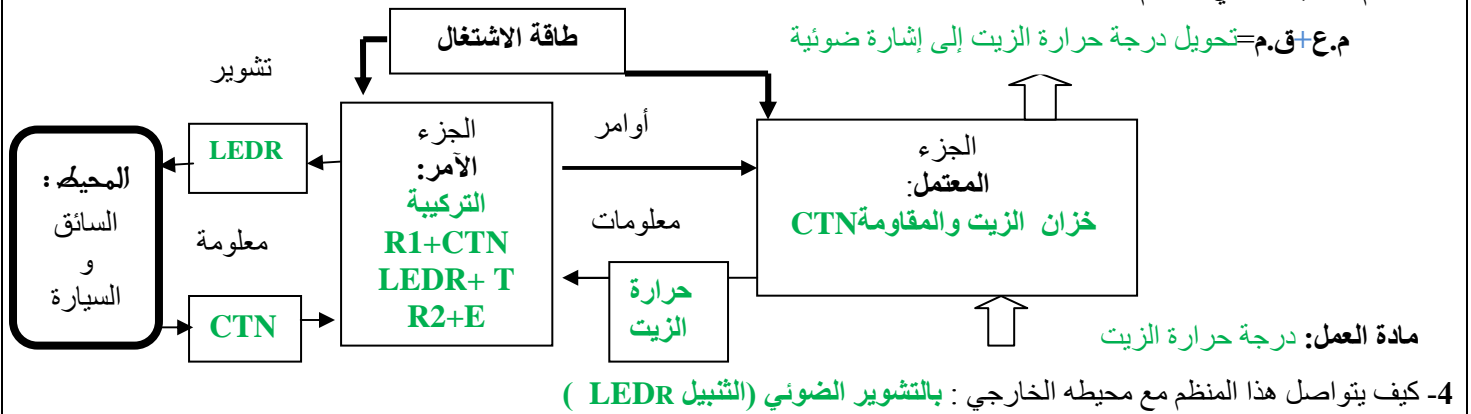 طاقة الاشتغال
م.ع+ق.م=تحويل درجة حرارة الزيت إلى إشارة ضوئية
تشوير
LEDR
المحيط :
السائق
و
السيارة
معلومة
CTN
الجزء
الآمر:
التركيبة
R1+CTN
LEDR+ T
R2+E
أوامر
معلومات
حرارة
الزيت
الجزء
المعتمل:
خزان الزيت والمقاومةCTN
مادة العمل: درجة حرارة الزيت
4- كيف يتواصل هذا المنظم مع محيطه الخارجي : بالتشوير الضوئي (الثنبيل LEDR )